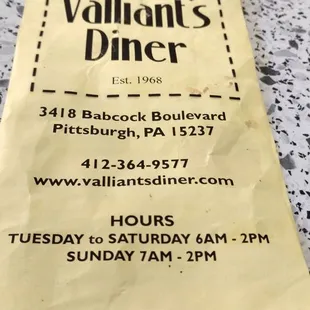 Valliant's
Diner
Est. 1968
3418 Babcock Boulevard
Pittsburgh, PA 15237
412-364-9577
www.valliantsdiner.com
HOURS
TUESDAY to SATURDAY 6AM - 2PM
SUNDAY 7AM - 2PM